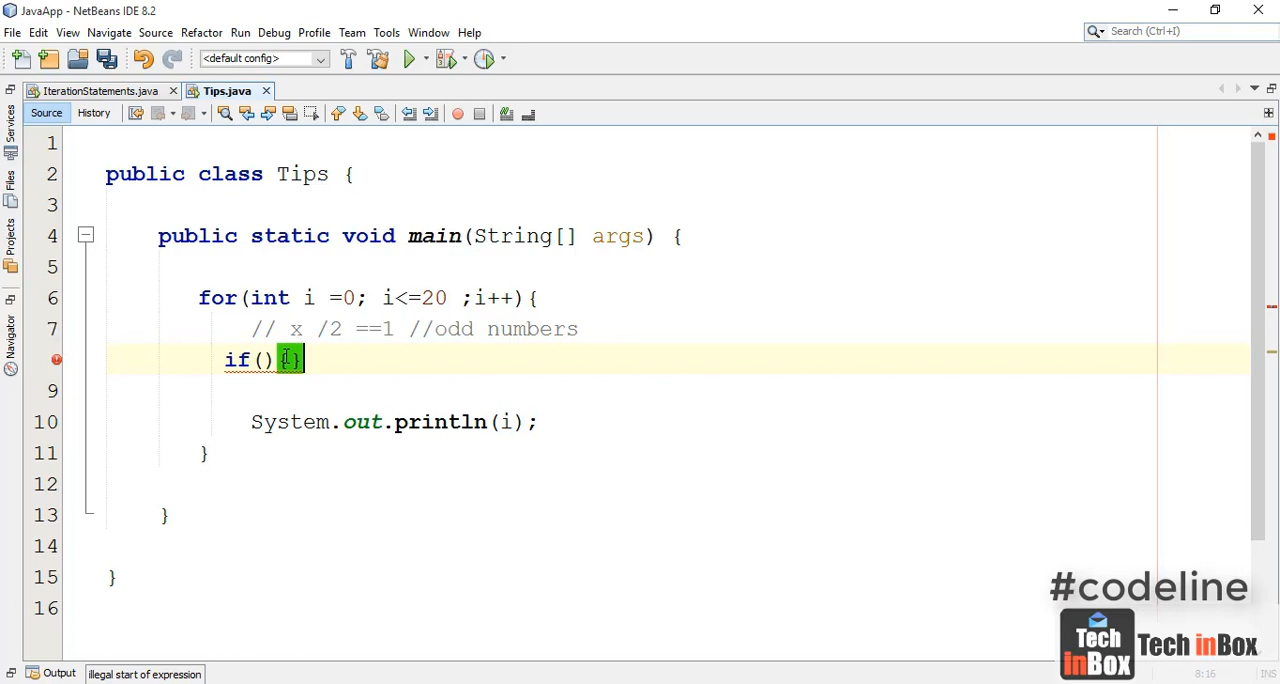 JavaApp - NetBeans IDE 8.2
File Edit View Navigate Source Refactor Run Debug Profile Team Tools Window Help
Search (Ctrl+I)
<default config>
IterationStatements.java Tips.java
Source History
Services
Files
Projects
Navigator
1
2 public class Tips {
3
4 public static void main(String[] args) {
5
6 for(int i =0; i<=20 ;i++){
7 // x /2 ==1 //odd numbers
if(){}
9
10 System.out.println(i);
11 }
12
13 }
14
15 }
16
#codeline
Tech inBox Tech inBox
Output illegal start of expression 8:16 INS